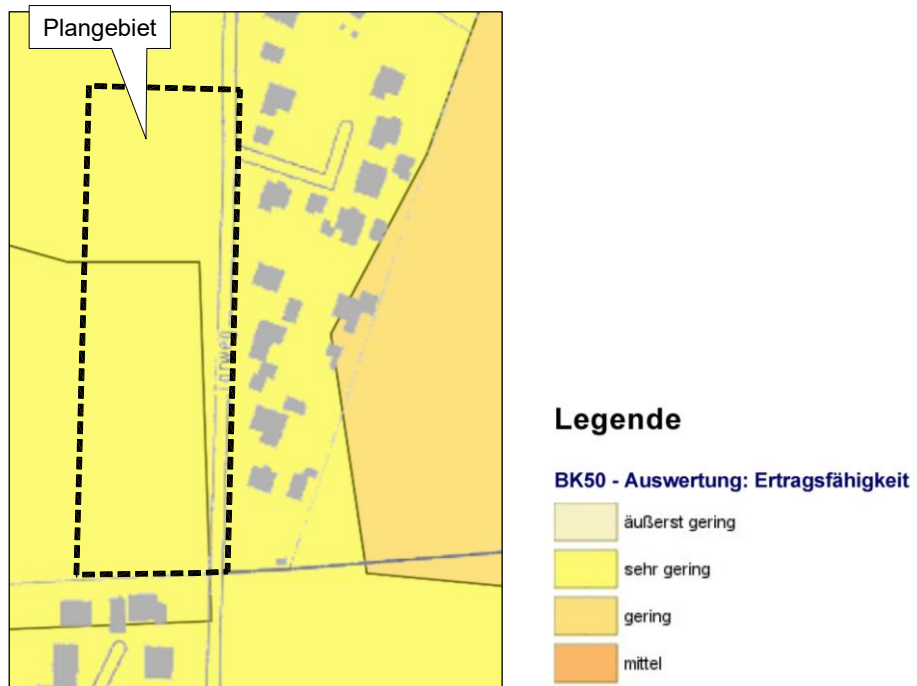 Plangebiet
Legende
BK50 - Auswertung: Ertragsfähigkeit
äußerst gering
sehr gering
gering
mittel